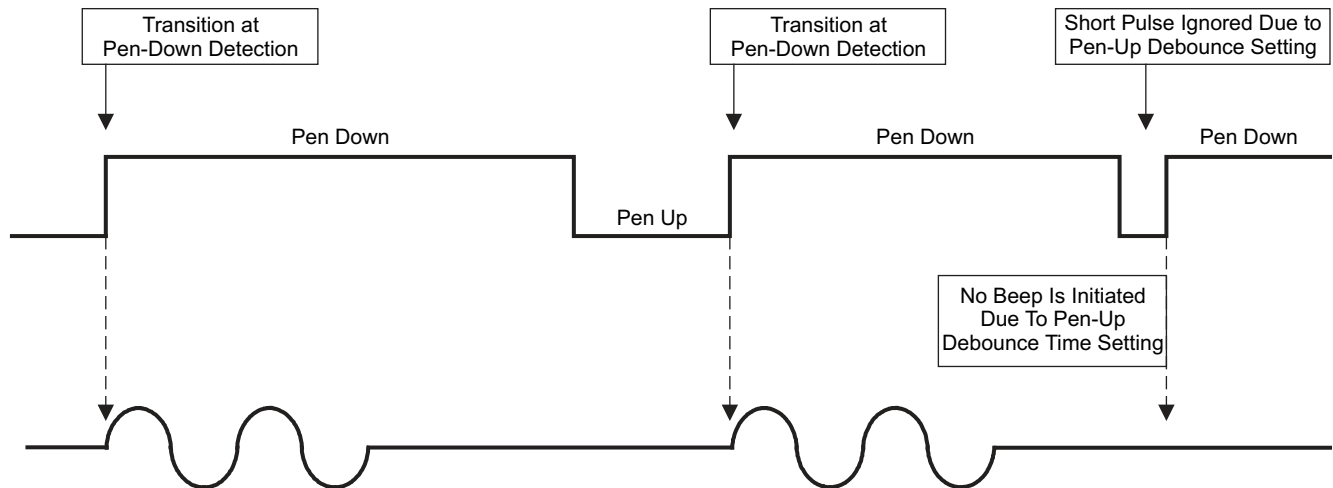 Transition at
Pen-Down Detection
Transition at
Pen-Down Detection
Short Pulse Ignored Due to
Pen-Up Debounce Setting
Pen Down
Pen Down
Pen Down
Pen Up
No Beep Is Initiated
Due To Pen-Up
Debounce Time Setting